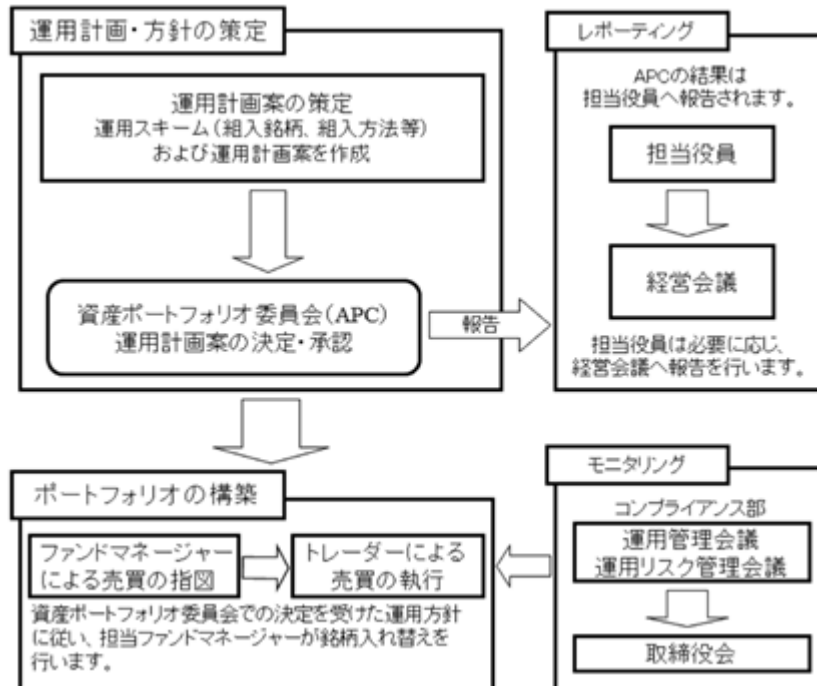 運用計画・方針の策定
運用計画案の策定
運用スキーム（組入銘柄、組入方法等）
および運用計画案を作成
資産ポートフォリオ委員会（APC）
運用計画案の決定・承認
報告
レポーティング
APCの結果は
担当役員へ報告されます。
担当役員
経営会議
担当役員は必要に応じ、
経営会議へ報告を行います。
ポートフォリオの構築
ファンドマネージャー
による売買の指図
トレーダーによる
売買の執行
資産ポートフォリオ委員会での決定を受けた運用方針
に従い、担当ファンドマネージャーが銘柄入れ替えを
行います。
モニタリング
コンプライアンス部
運用管理会議
運用リスク管理会議
取締役会